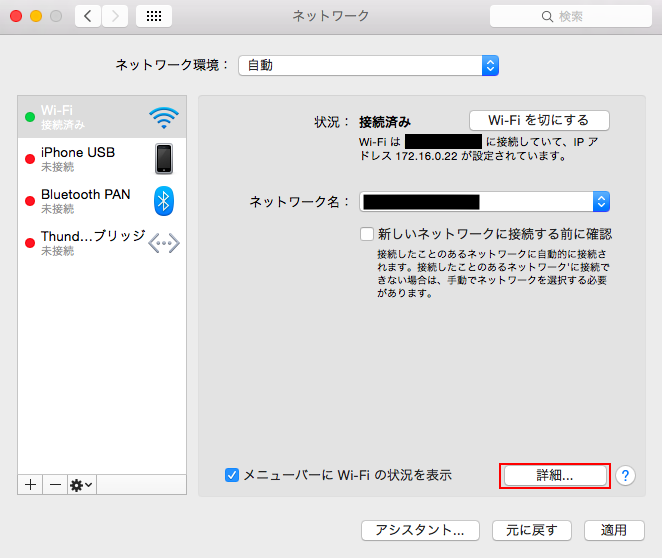 ネットワーク
検索
ネットワーク環境：
自動
Wi-Fi
接続済み
iPhone USB
未接続
Bluetooth PAN
未接続
Thund...ブリッジ
未接続
状況：
接続済み
Wi-Fi を切にする
Wi-Fi は に接続していて、IP ア
ドレス 172.16.0.22 が設定されています。
ネットワーク名：
新しいネットワークに接続する前に確認
接続したことのあるネットワークに自動的に接続さ
れます。接続したことのあるネットワーク'に接続で
きない場合は、手動でネットワークを選択する必要
があります。
メニューバーに Wi-Fi の状況を表示
詳細...
?
アシスタント...
元に戻す
適用